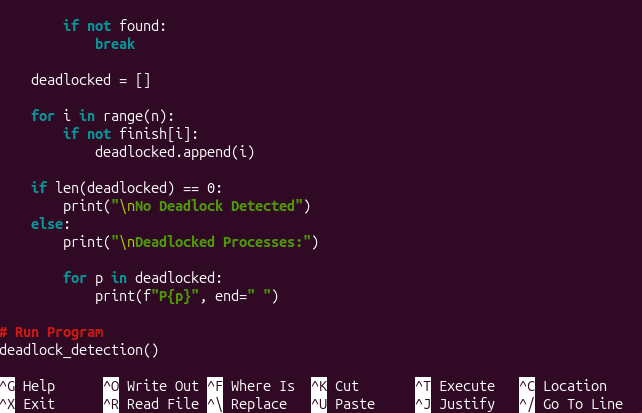 if not found:
            break

    deadlocked = []

    for i in range(n):
        if not finish[i]:
            deadlocked.append(i)

    if len(deadlocked) == 0:
        print("\nNo Deadlock Detected")
    else:
        print("\nDeadlocked Processes:")

        for p in deadlocked:
            print(f"P{p}", end=" ")

# Run Program
deadlock_detection()

^G Help ^O Write Out ^F Where Is ^K Cut ^T Execute ^C Location
^X Exit ^R Read File ^\ Replace ^U Paste ^J Justify ^/ Go To Line